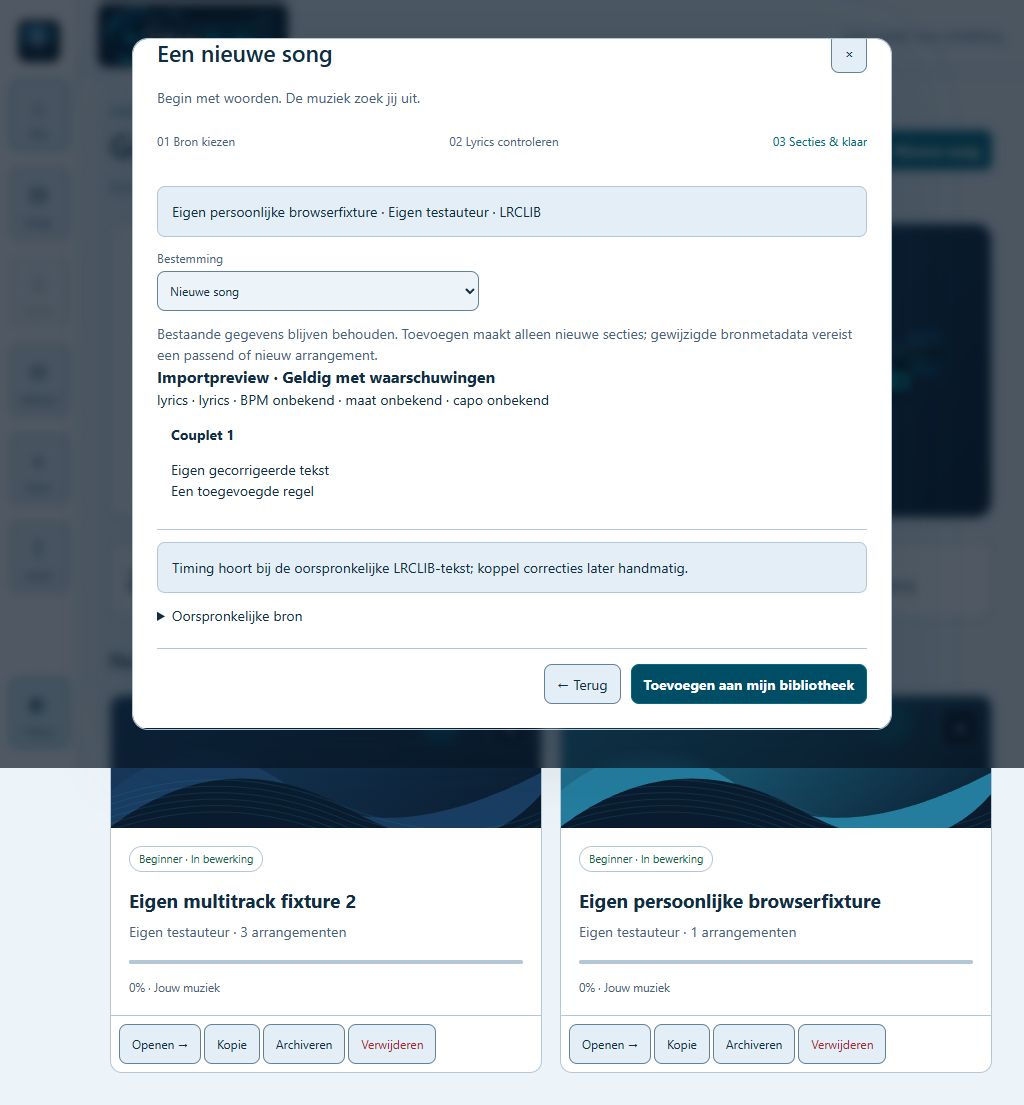 Een nieuwe song
×
Begin met woorden. De muziek zoek jij uit.
01 Bron kiezen
02 Lyrics controleren
03 Secties & klaar
Eigen persoonlijke browserfixture · Eigen testauteur · LRCLIB
Bestemming
Nieuwe song
Bestaande gegevens blijven behouden. Toevoegen maakt alleen nieuwe secties; gewijzigde bronmetadata vereist
een passend of nieuw arrangement.
Importpreview · Geldig met waarschuwingen
lyrics · lyrics · BPM onbekend · maat onbekend · capo onbekend
Couplet 1
Eigen gecorrigeerde tekst
Een toegevoegde regel
Timing hoort bij de oorspronkelijke LRCLIB-tekst; koppel correcties later handmatig.
▶ Oorspronkelijke bron
← Terug
Toevoegen aan mijn bibliotheek
Beginner · In bewerking
Eigen multitrack fixture 2
Eigen testauteur · 3 arrangementen
0% · Jouw muziek
Openen →
Kopie
Archiveren
Verwijderen
Beginner · In bewerking
Eigen persoonlijke browserfixture
Eigen testauteur · 1 arrangementen
0% · Jouw muziek
Openen →
Kopie
Archiveren
Verwijderen